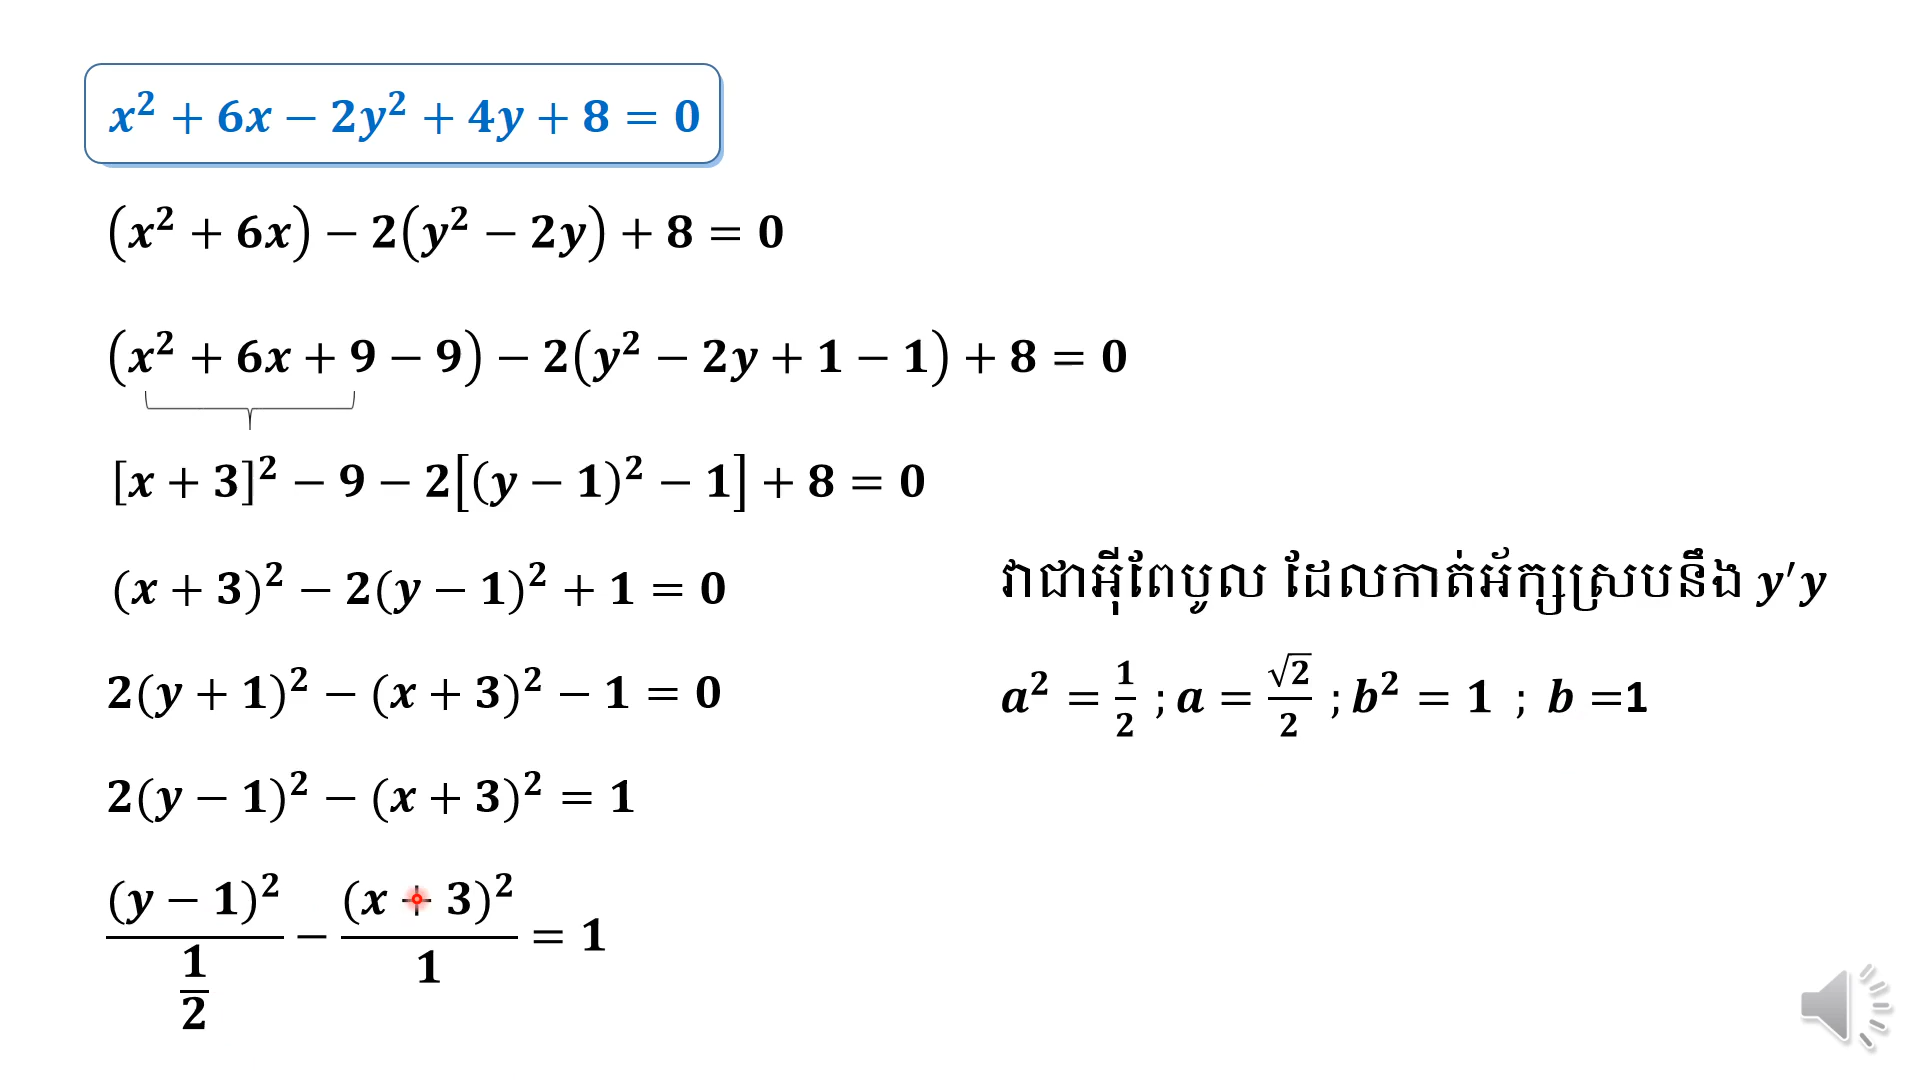 x² + 6x − 2y² + 4y + 8 = 0
(x² + 6x) − 2(y² − 2y) + 8 = 0
(x² + 6x + 9 − 9) − 2(y² − 2y + 1 − 1) + 8 = 0
[x + 3]² − 9 − 2[(y − 1)² − 1] + 8 = 0
(x + 3)² − 2(y − 1)² + 1 = 0
2(y + 1)² − (x + 3)² − 1 = 0
2(y − 1)² − (x + 3)² = 1
(y − 1)²/(1/2) − (x + 3)²/1 = 1
វាជាអ៊ីពែបូល ដែលកាត់អ័ក្សស្របនឹង y′y
a² = 1/2 ; a = √2/2 ; b² = 1 ; b =1